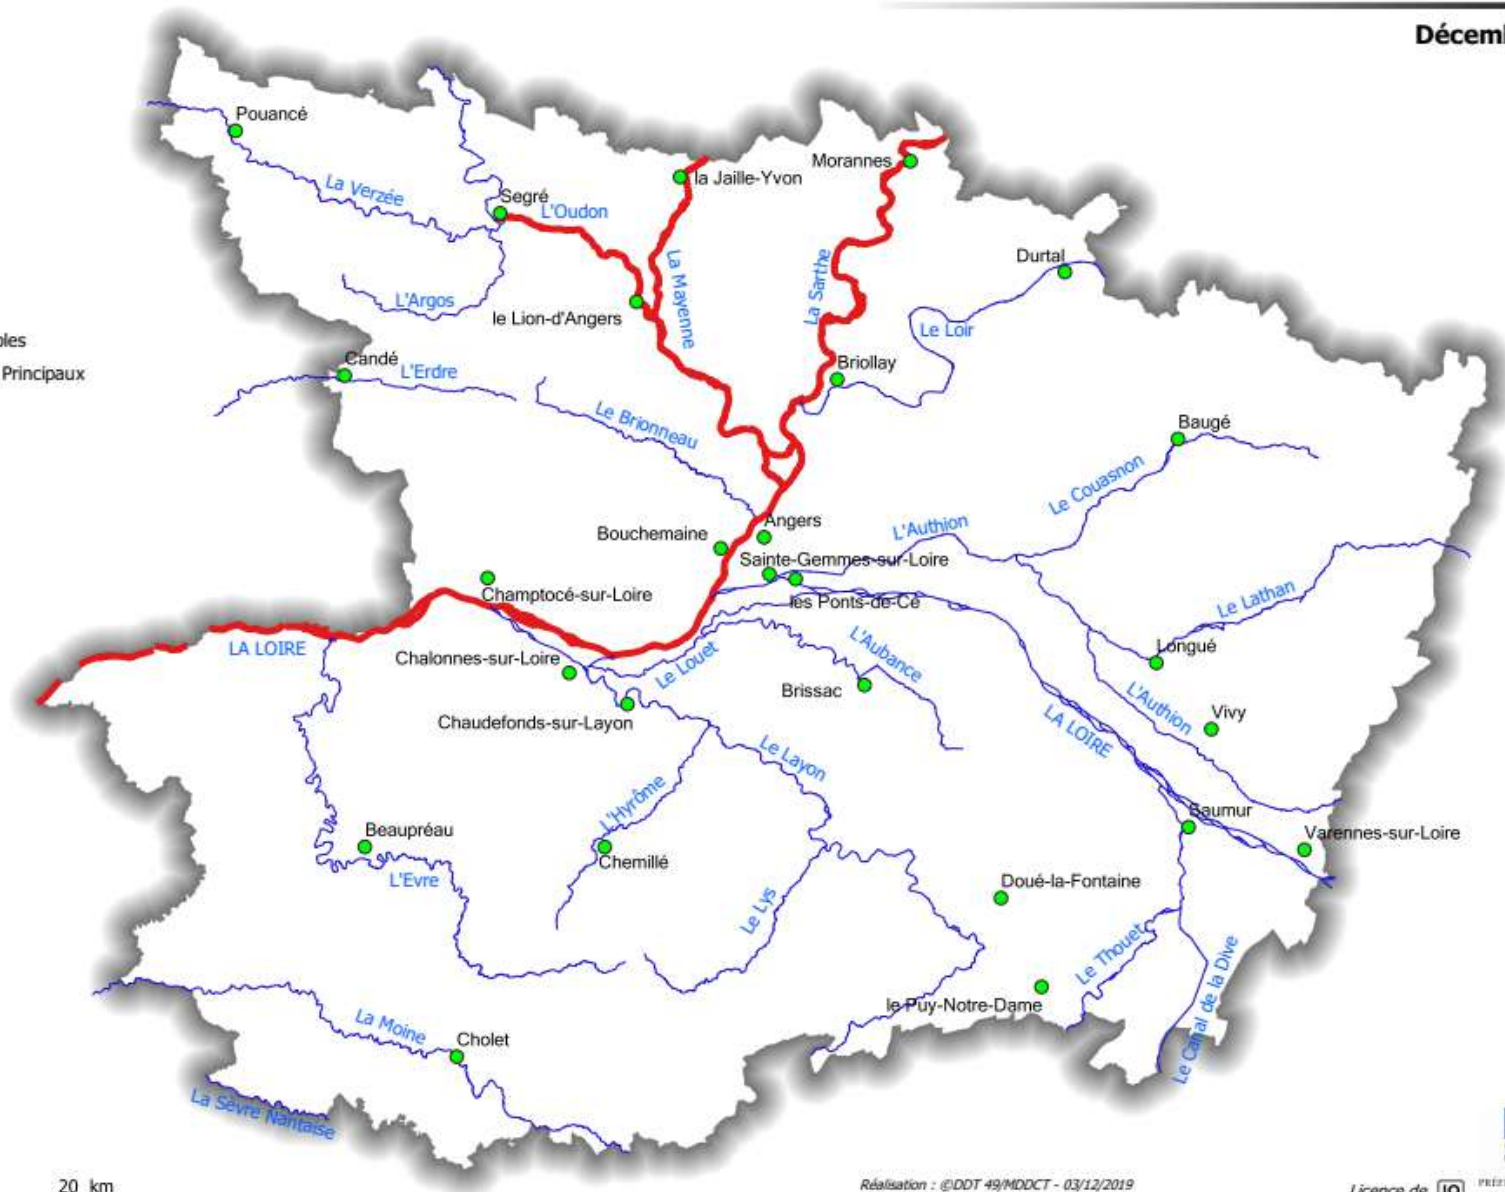 Décemb
Pouancé
La Verzée
Segré
L'Oudon
la Jaille-Yvon
Morannes
L'Argos
le Lion-d'Angers
La Mayenne
La Sarthe
Durtal
Le Loir
Principaux
Candé
L'Erdre
Briollay
Le Brionneau
Baugé
Le Couasnon
Bouchemaine
Angers
L'Authion
Sainte-Gemmes-sur-Loire
les Ponts-de-Cé
Champtocé-sur-Loire
Le Lathan
LA LOIRE
Chalonnes-sur-Loire
Le Louet
L'Aubance
Longué
Brissac
Chaudefonds-sur-Layon
L'Authion
Vivy
LA LOIRE
Le Layon
L'Hyrôme
Saumur
Beaupréau
Varennes-sur-Loire
Chemillé
L'Evre
Doué-la-Fontaine
Le Lys
Le Thouet
Le Canal de la Dive
le Puy-Notre-Dame
La Moine
Cholet
La Sèvre Nantaise
20 km
Réalisation : ©DDT 49/MDDCT - 03/12/2019
Licence de